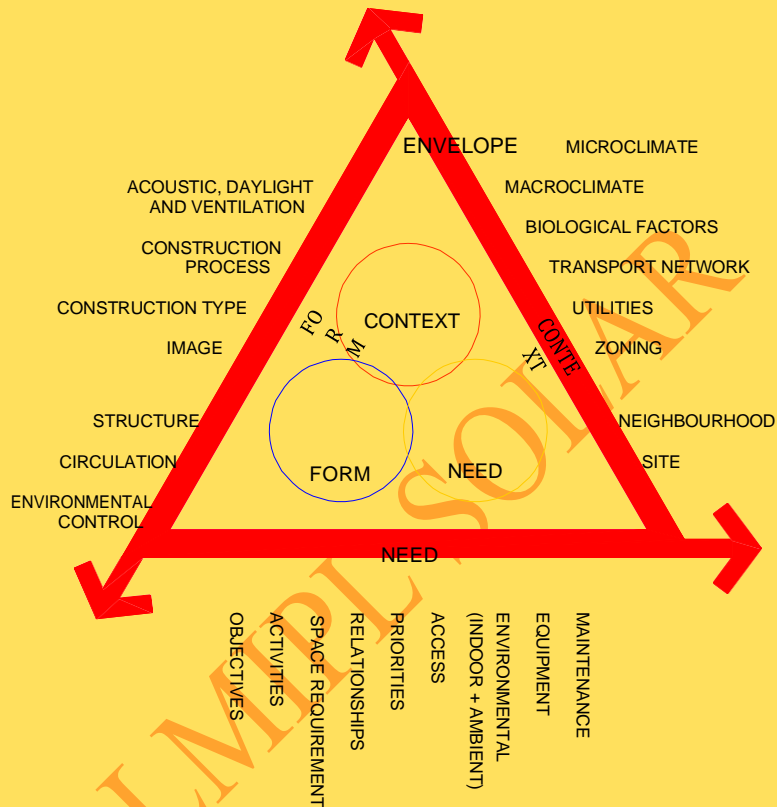 ENVELOPE
MICROCLIMATE
ACOUSTIC, DAYLIGHT
AND VENTILATION
MACROCLIMATE
BIOLOGICAL FACTORS
CONSTRUCTION
PROCESS
TRANSPORT NETWORK
CONSTRUCTION TYPE
UTILITIES
IMAGE
ZONING
FO
R
M
CONTEXT
CONTE
XT
STRUCTURE
NEIGHBOURHOOD
CIRCULATION
SITE
FORM
NEED
ENVIRONMENTAL
CONTROL
NEED
OBJECTIVES
ACTIVITIES
SPACE REQUIREMENT
RELATIONSHIPS
PRIORITIES
ACCESS
ENVIRONMENTAL
(INDOOR + AMBIENT)
EQUIPMENT
MAINTENANCE
LMIPL SOLAR